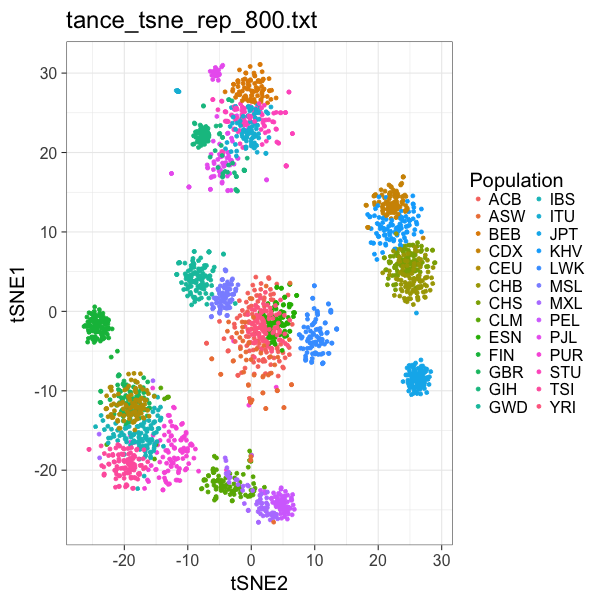 tance_tsne_rep_800.txt
30
20
10
0
-10
-20
tSNE1
-20
-10
0
10
20
30
tSNE2
Population
ACB IBS
ASW ITU
BEB JPT
CDX KHV
CEU LWK
CHB MSL
CHS MXL
CLM PEL
ESN PJL
FIN PUR
GBR STU
GIH TSI
GWD YRI